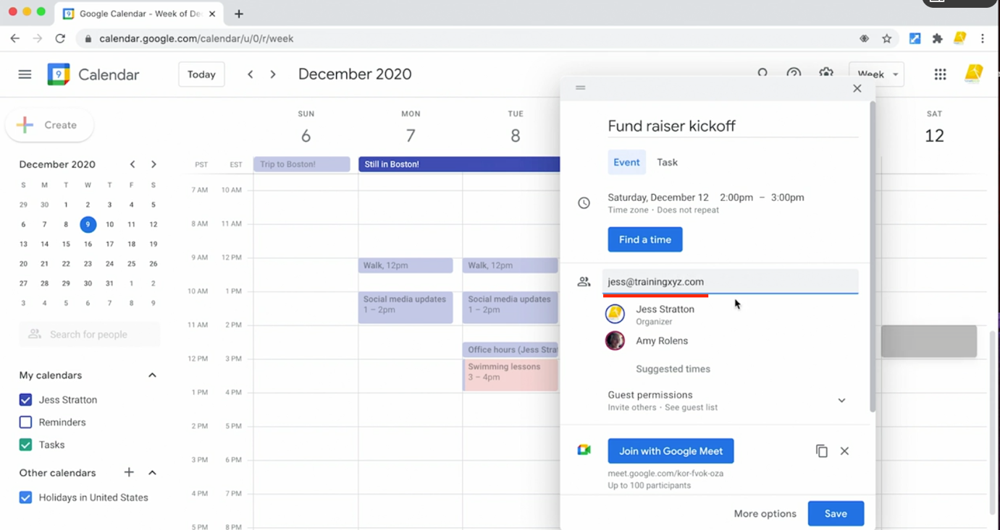 Google Calendar - Week of De
calendar.google.com/calendar/u/0/r/week
9
Calendar
Today
December 2020
Week
Create
December 2020
S M T W T F S
29 30 1 2 3 4 5
6 7 8 9 10 11 12
13 14 15 16 17 18 19
20 21 22 23 24 25 26
27 28 29 30 31 1 2
3 4 5 6 7 8 9
Search for people
My calendars
Jess Stratton
Reminders
Tasks
Other calendars
Holidays in United States
SUN MON TUE SAT
6 7 8 12
PST EST
Trip to Boston! Still in Boston!
7 AM 10 AM
8 AM 11 AM
9 AM 12 PM
Walk, 12pm Walk, 12pm
10 AM 1 PM
Social media updates Social media updates
1 – 2pm 1 – 2pm
11 AM 2 PM
Office hours (Jess Stra
12 PM 3 PM
Swimming lessons
3 – 4pm
1 PM 4 PM
2 PM 5 PM
3 PM 6 PM
4 PM 7 PM
5 PM 8 PM
Fund raiser kickoff
Event Task
Saturday, December 12 2:00pm – 3:00pm
Time zone · Does not repeat
Find a time
jess@trainingxyz.com
Jess Stratton
Organizer
Amy Rolens
Suggested times
Guest permissions
Invite others · See guest list
Join with Google Meet
meet.google.com/kor-fvok-oza
Up to 100 participants
More options Save